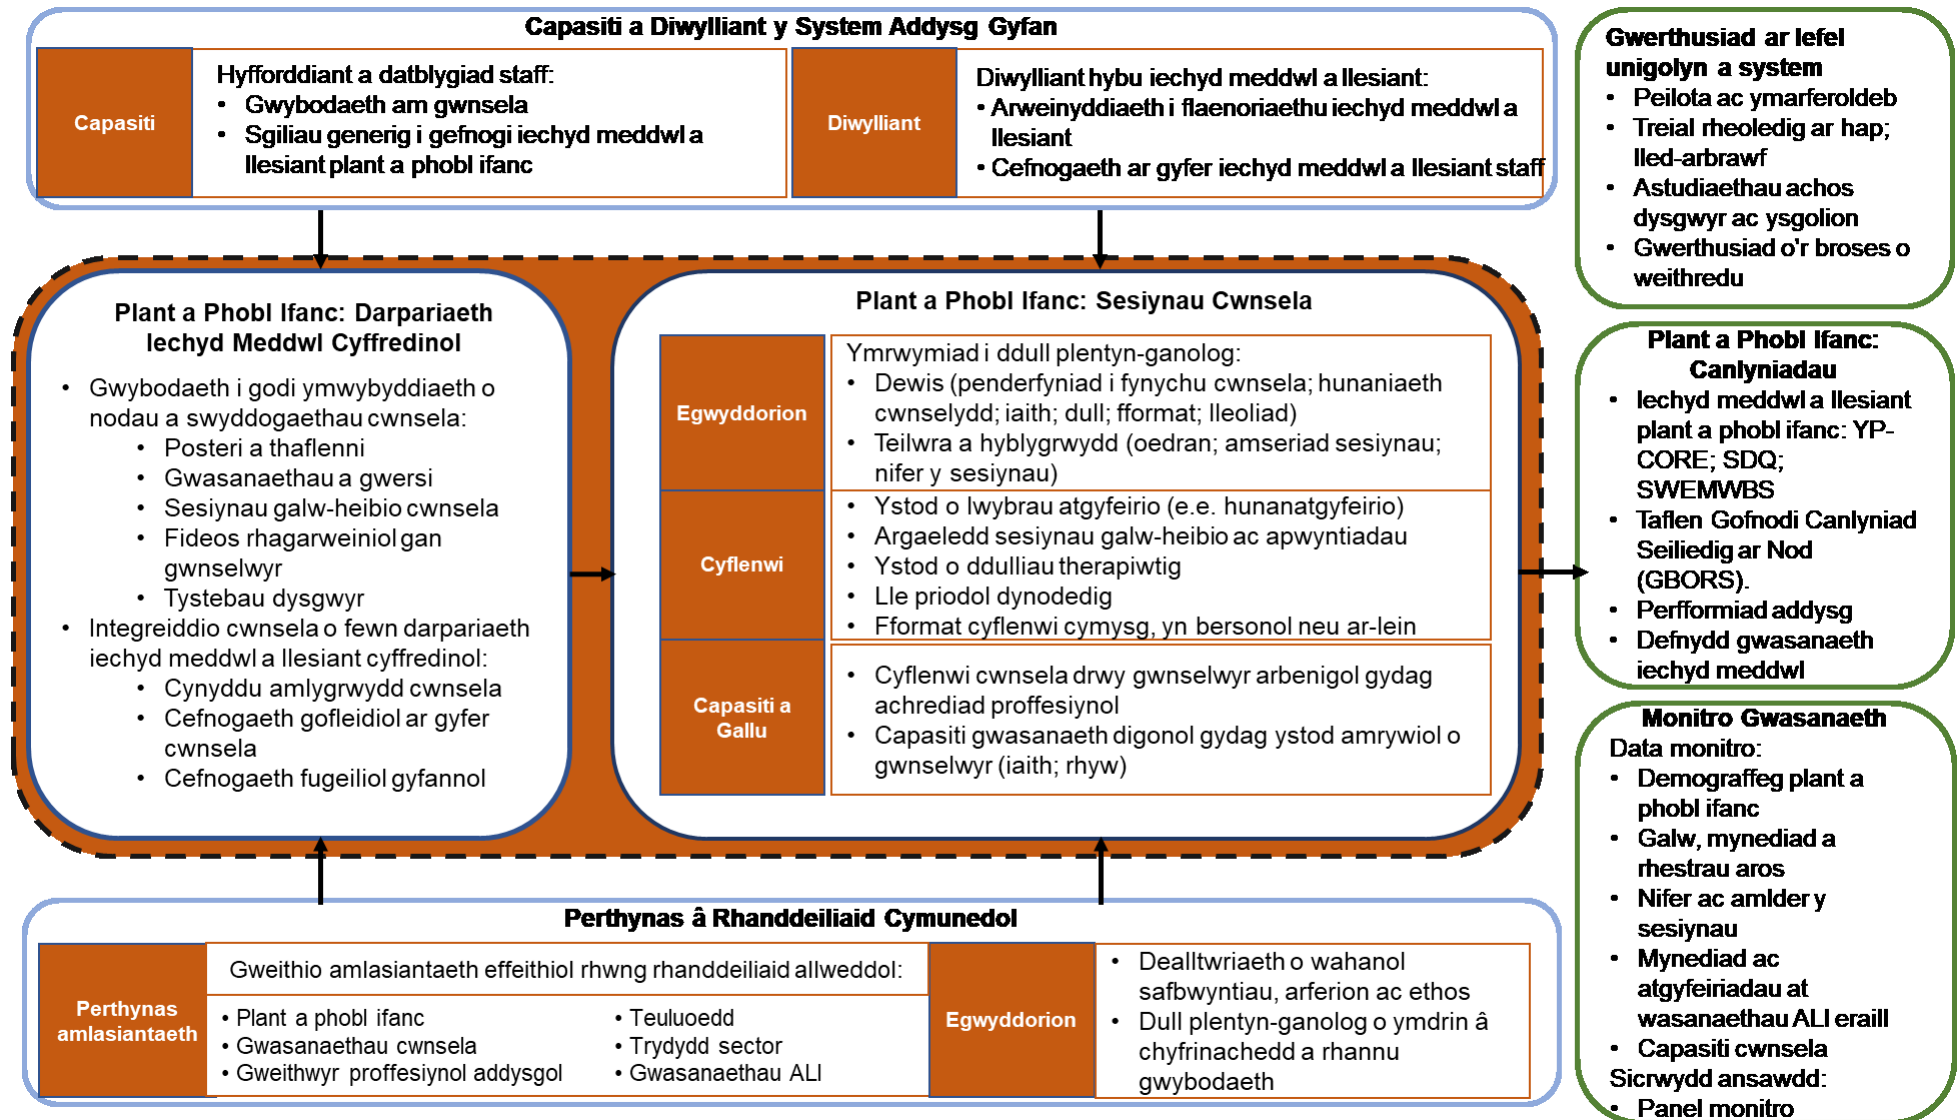 Capasiti a Diwylliant y System Addysg Gyfan
Capasiti
Hyfforddiant a datblygiad staff:
• Gwybodaeth am gwnsela
• Sgiliau generig i gefnogi iechyd meddwl a
llesiant plant a phobl ifanc
Diwylliant
Diwylliant hybu iechyd meddwl a llesiant:
• Arweinyddiaeth i flaenoriaethu iechyd meddwl a
llesiant
• Cefnogaeth ar gyfer iechyd meddwl a llesiant staff
Plant a Phobl Ifanc: Darpariaeth
Iechyd Meddwl Cyffredinol
• Gwybodaeth i godi ymwybyddiaeth o
nodau a swyddogaethau cwnsela:
• Posteri a thaflenni
• Gwasanaethau a gwersi
• Sesiynau galw-heibio cwnsela
• Fideos rhagarweiniol gan
gwnselwyr
• Tystebau dysgwyr
• Integreiddio cwnsela o fewn darpariaeth
iechyd meddwl a llesiant cyffredinol:
• Cynyddu amlygrwydd cwnsela
• Cefnogaeth gofleidiol ar gyfer
cwnsela
• Cefnogaeth fugeiliol gyfannol
Plant a Phobl Ifanc: Sesiynau Cwnsela
Egwyddorion
Ymrwymiad i ddull plentyn-ganolog:
• Dewis (penderfyniad i fynychu cwnsela; hunaniaeth
cwnselydd; iaith; dull; fformat; lleoliad)
• Teilwra a hyblygrwydd (oedran; amseriad sesiynau;
nifer y sesiynau)
Cyflenwi
• Ystod o lwybrau atgyfeirio (e.e. hunanatgyfeirio)
• Argaeledd sesiynau galw-heibio ac apwyntiadau
• Ystod o ddulliau therapiwtig
• Lle priodol dynodedig
• Fformat cyflenwi cymysg, yn bersonol neu ar-lein
Capasiti a
Gallu
• Cyflenwi cwnsela drwy gwnselwyr arbenigol gydag
achrediad proffesiynol
• Capasiti gwasanaeth digonol gydag ystod amrywiol o
gwnselwyr (iaith; rhyw)
Perthynas â Rhanddeiliaid Cymunedol
Perthynas
amlasiantaeth
Gweithio amlasiantaeth effeithiol rhwng rhanddeiliaid allweddol:
• Plant a phobl ifanc
• Gwasanaethau cwnsela
• Gweithwyr proffesiynol addysgol
• Teuluoedd
• Trydydd sector
• Gwasanaethau ALl
Egwyddorion
• Dealltwriaeth o wahanol
safbwyntiau, arferion ac ethos
• Dull plentyn-ganolog o ymdrin â
chyfrinachedd a rhannu
gwybodaeth
Gwerthusiad ar lefel
unigolyn a system
• Peilota ac ymarferoldeb
• Treial rheoledig ar hap;
lled-arbrawf
• Astudiaethau achos
dysgwyr ac ysgolion
• Gwerthusiad o'r broses o
weithredu
Plant a Phobl Ifanc:
Canlyniadau
• Iechyd meddwl a llesiant
plant a phobl ifanc: YP-
CORE; SDQ;
SWEMWBS
• Taflen Gofnodi Canlyniad
Seiliedig ar Nod
(GBORS).
• Perfformiad addysg
• Defnydd gwasanaeth
iechyd meddwl
Monitro Gwasanaeth
Data monitro:
• Demograffeg plant a
phobl ifanc
• Galw, mynediad a
rhestrau aros
• Nifer ac amlder y
sesiynau
• Mynediad ac
atgyfeiriadau at
wasanaethau ALl eraill
• Capasiti cwnsela
Sicrwydd ansawdd:
• Panel monitro